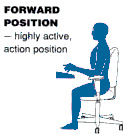 FORWARD
POSITION
– highly active,
action position